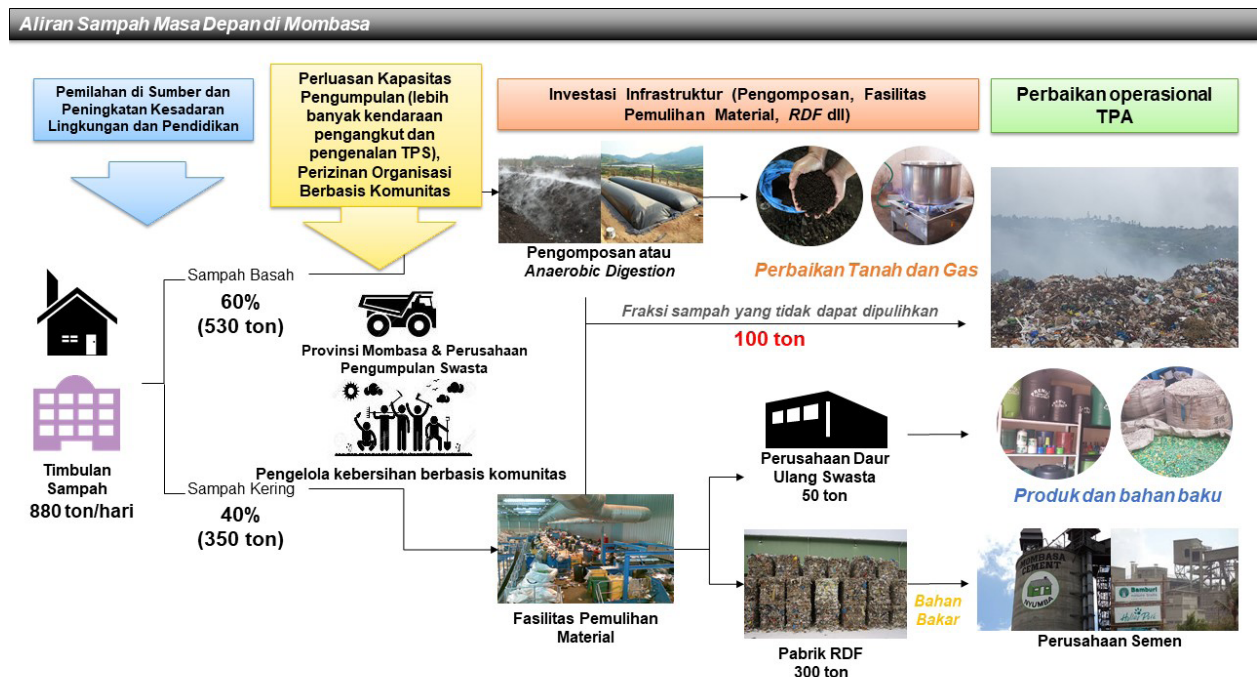 Aliran Sampah Masa Depan di Mombasa
Pemilahan di Sumber dan
Peningkatan Kesadaran
Lingkungan dan Pendidikan
Perluasan Kapasitas
Pengumpulan (lebih
banyak kendaraan
pengangkut dan
pengenalan TPS),
Perizinan Organisasi
Berbasis Komunitas
Investasi Infrastruktur (Pengomposan, Fasilitas
Pemulihan Material, RDF dll)
Perbaikan operasional
TPA
Sampah Basah
60%
(530 ton)
Provinsi Mombasa & Perusahaan
Pengumpulan Swasta
Pengelola kebersihan berbasis komunitas
Timbulan
Sampah
880 ton/hari
Sampah Kering
40%
(350 ton)
Pengomposan atau
Anaerobic Digestion
Perbaikan Tanah dan Gas
Fraksi sampah yang tidak dapat dipulihkan
100 ton
Perusahaan Daur
Ulang Swasta
50 ton
Produk dan bahan baku
Fasilitas Pemulihan
Material
Pabrik RDF
300 ton
Bahan
Bakar
MOMBASA
CEMENT
NYUMBA
Bamburi
Perusahaan Semen